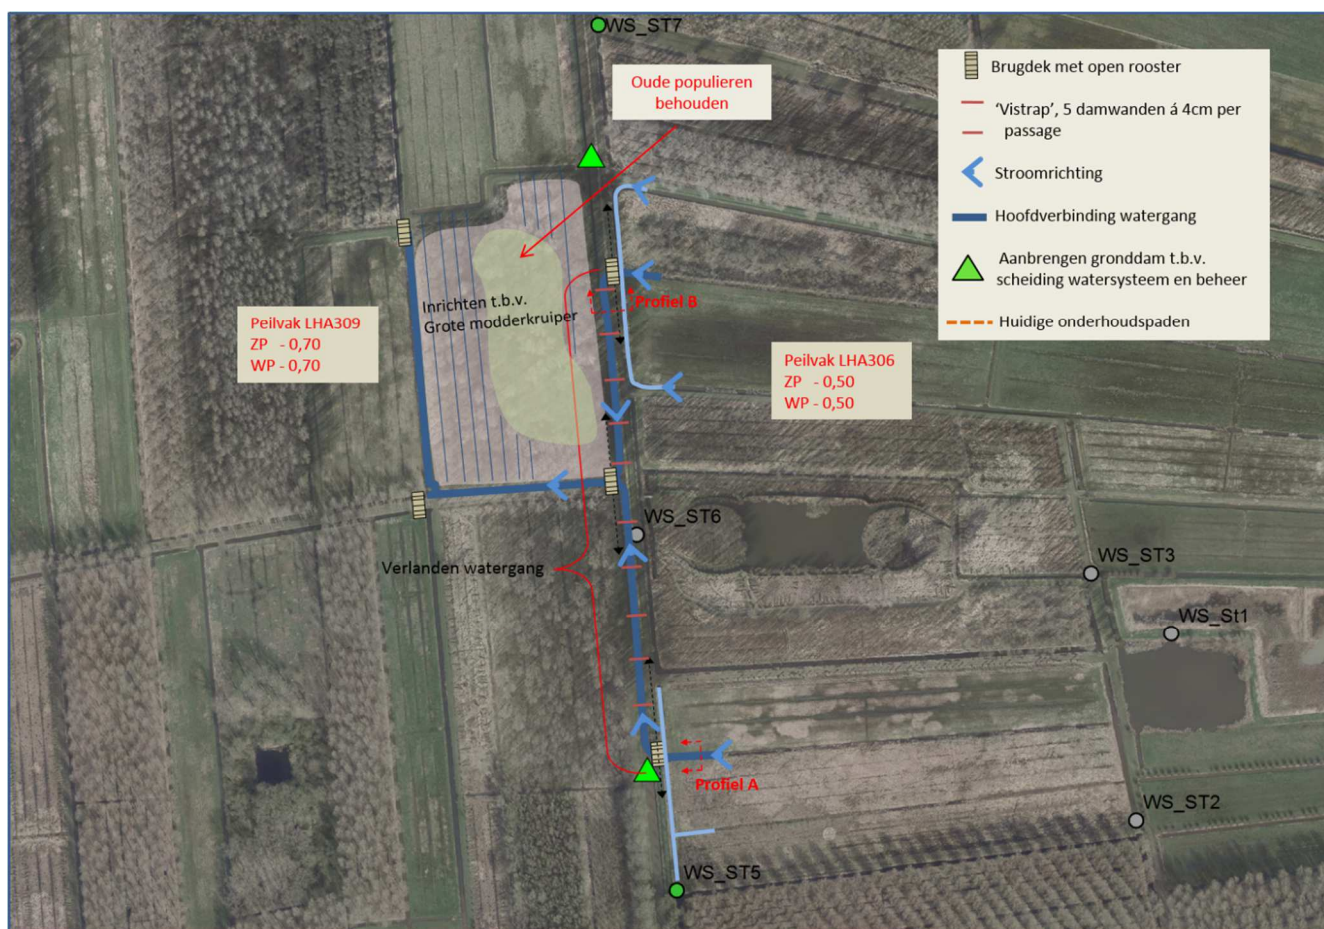 WS_ST7
Oude populieren
behouden
Brugdek met open rooster
‘Vistrap’, 5 damwanden á 4cm per
passage
Stroomrichting
Hoofdverbinding watergang
Aanbrengen gronddam t.b.v.
scheiding watersysteem en beheer
Huidige onderhoudspaden
Inrichten t.b.v.
Grote modderkruiper
Profiel B
Peilvak LHA309
ZP - 0,70
WP - 0,70
Peilvak LHA306
ZP - 0,50
WP - 0,50
WS_ST6
Verlanden watergang
WS_ST3
WS_St1
Profiel A
WS_ST2
WS_ST5